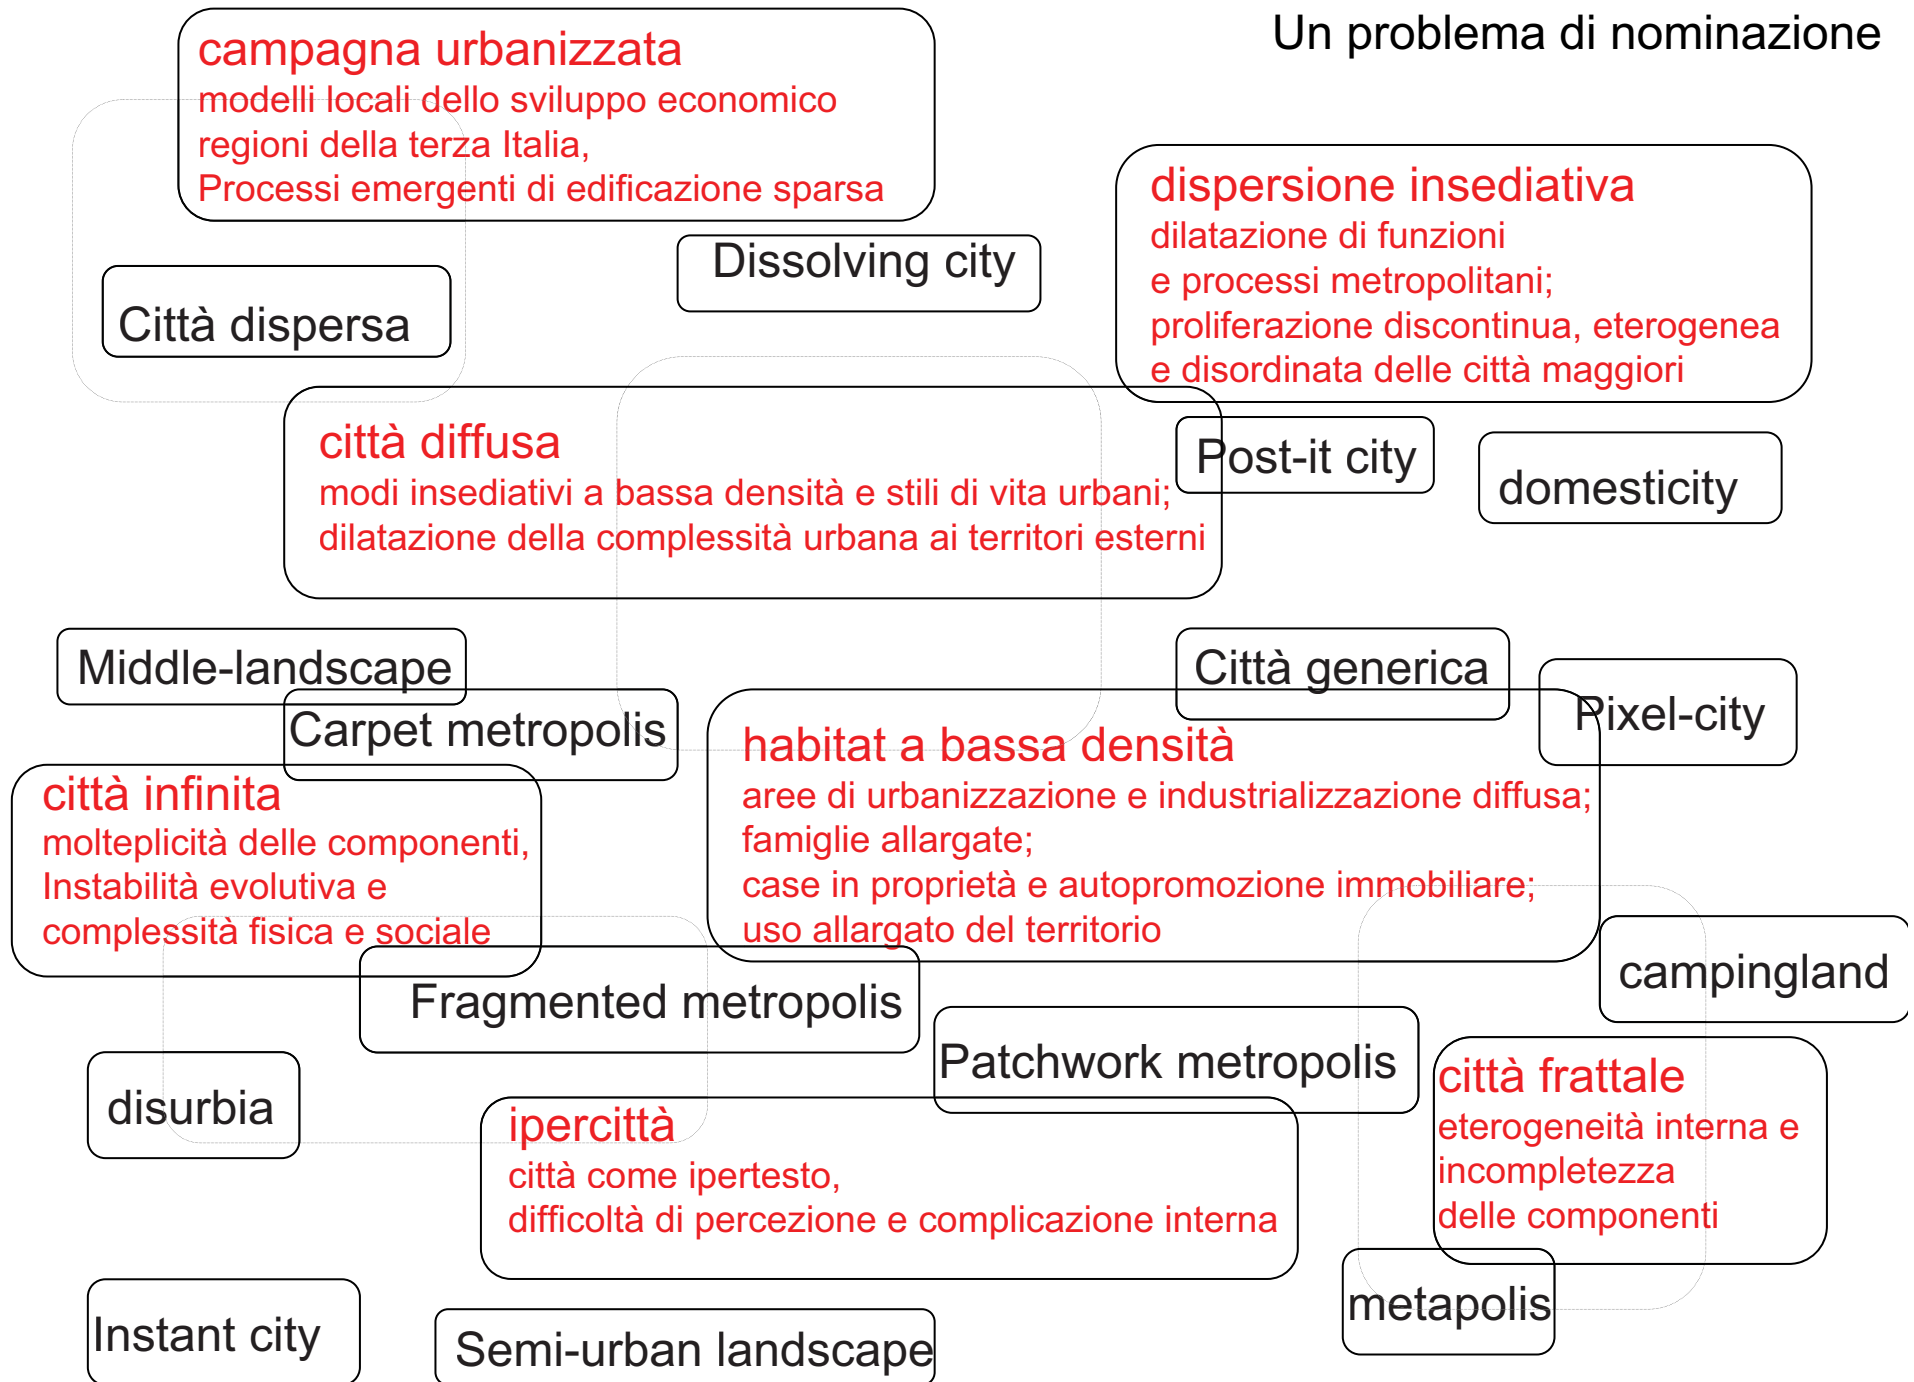 Un problema di nominazione
campagna urbanizzata
modelli locali dello sviluppo economico
regioni della terza Italia,
Processi emergenti di edificazione sparsa
dispersione insediativa
dilatazione di funzioni
e processi metropolitani;
proliferazione discontinua, eterogenea
e disordinata delle città maggiori
Dissolving city
Città dispersa
città diffusa
modi insediativi a bassa densità e stili di vita urbani;
dilatazione della complessità urbana ai territori esterni
Post-it city
domesticity
Middle-landscape
Città generica
Carpet metropolis
Pixel-city
habitat a bassa densità
aree di urbanizzazione e industrializzazione diffusa;
famiglie allargate;
case in proprietà e autopromozione immobiliare;
uso allargato del territorio
città infinita
molteplicità delle componenti,
Instabilità evolutiva e
complessità fisica e sociale
campingland
Fragmented metropolis
Patchwork metropolis
città frattale
eterogeneità interna e
incompletezza
delle componenti
disurbia
ipercittà
città come ipertesto,
difficoltà di percezione e complicazione interna
metapolis
Instant city
Semi-urban landscape